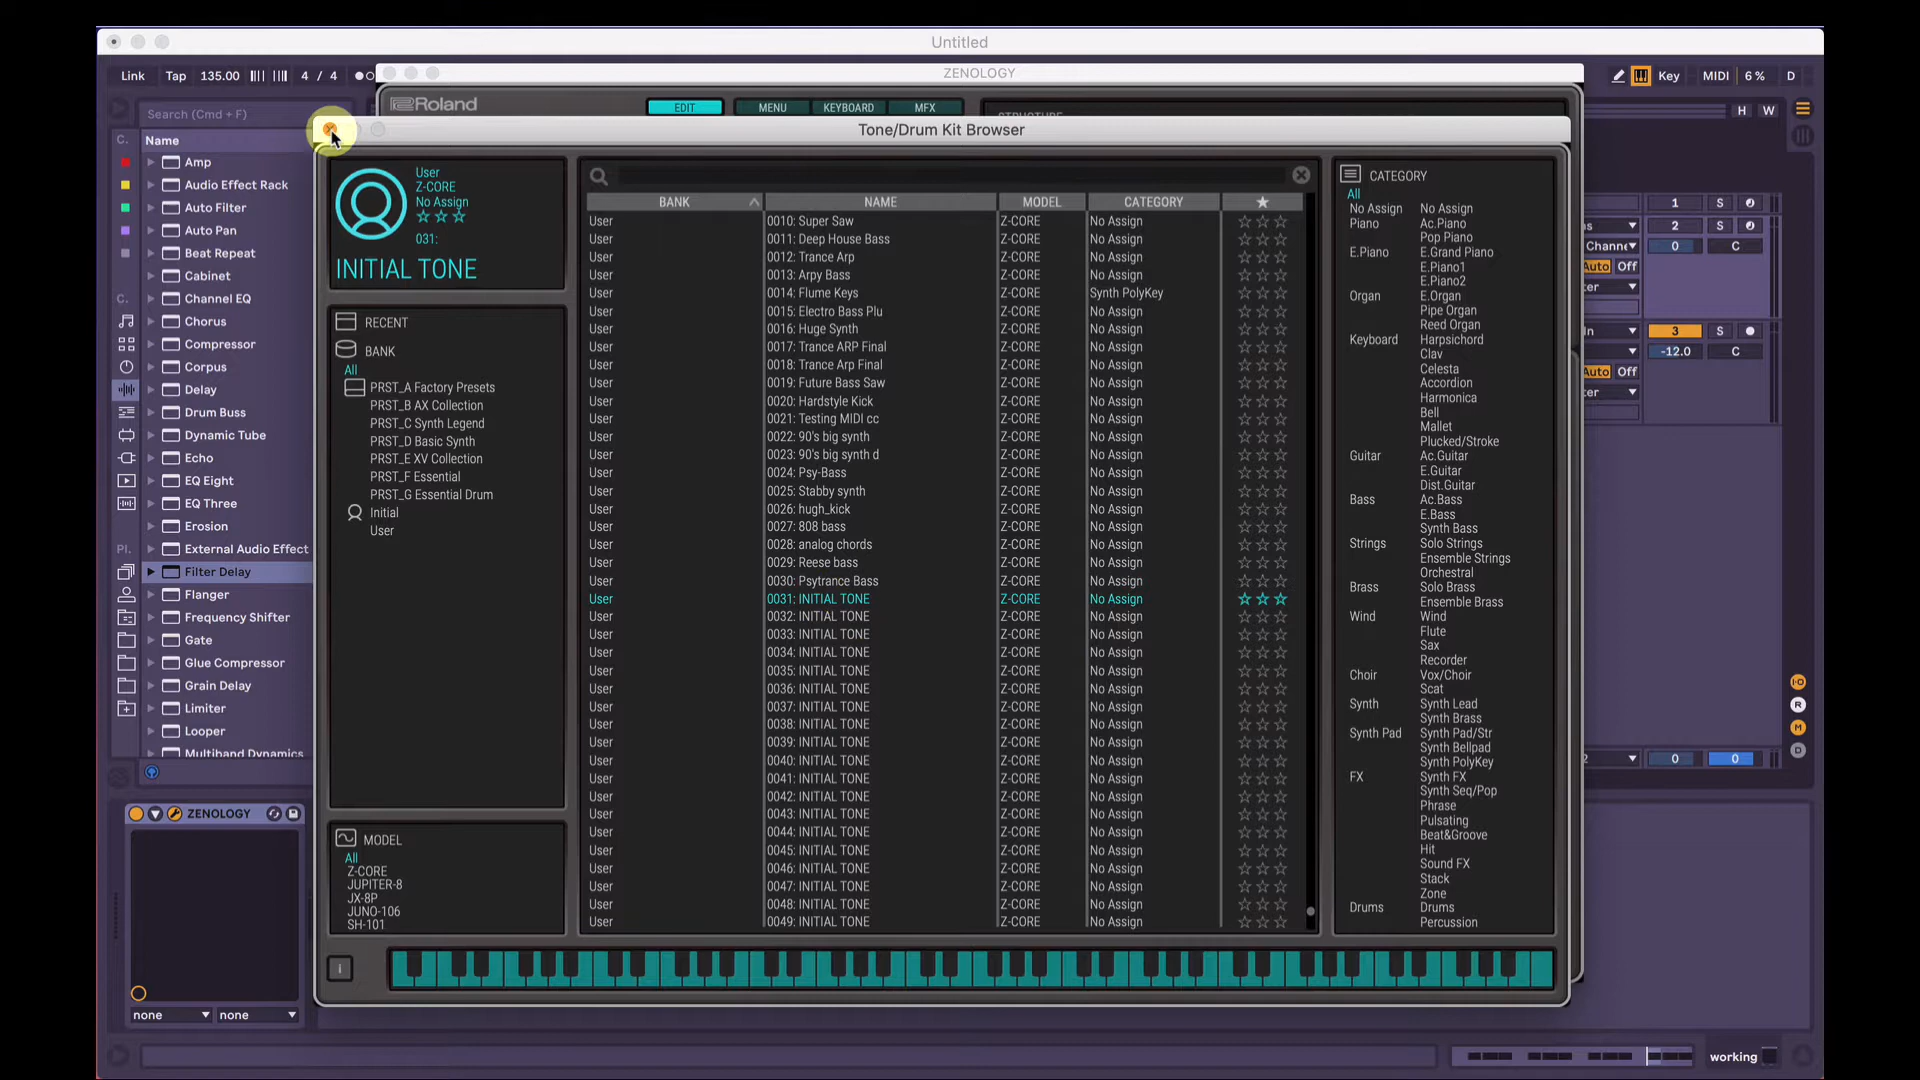 Untitled
Link Tap 135.00 4 / 4
ZENOLOGY
Key MIDI 6 % D
Search (Cmd + F)
Roland
EDIT MENU KEYBOARD MFX
H W
C. Name
Amp
Audio Effect Rack
Auto Filter
Auto Pan
Beat Repeat
Cabinet
C. Channel EQ
Chorus
Compressor
Corpus
Delay
Drum Buss
Dynamic Tube
Echo
EQ Eight
EQ Three
Erosion
Pl. External Audio Effect
Filter Delay
Flanger
Frequency Shifter
Gate
Glue Compressor
Grain Delay
Limiter
Looper
Multiband Dynamics
Tone/Drum Kit Browser
User
Z-CORE
No Assign
031:
INITIAL TONE
RECENT
BANK
All
PRST_A Factory Presets
PRST_B AX Collection
PRST_C Synth Legend
PRST_D Basic Synth
PRST_E XV Collection
PRST_F Essential
PRST_G Essential Drum
Initial
User
MODEL
All
Z-CORE
JUPITER-8
JX-8P
JUNO-106
SH-101
BANK NAME MODEL CATEGORY ★
User 0010: Super Saw Z-CORE No Assign
User 0011: Deep House Bass Z-CORE No Assign
User 0012: Trance Arp Z-CORE No Assign
User 0013: Arpy Bass Z-CORE No Assign
User 0014: Flume Keys Z-CORE Synth PolyKey
User 0015: Electro Bass Plu Z-CORE No Assign
User 0016: Huge Synth Z-CORE No Assign
User 0017: Trance ARP Final Z-CORE No Assign
User 0018: Trance Arp Final Z-CORE No Assign
User 0019: Future Bass Saw Z-CORE No Assign
User 0020: Hardstyle Kick Z-CORE No Assign
User 0021: Testing MIDI cc Z-CORE No Assign
User 0022: 90's big synth Z-CORE No Assign
User 0023: 90's big synth d Z-CORE No Assign
User 0024: Psy-Bass Z-CORE No Assign
User 0025: Stabby synth Z-CORE No Assign
User 0026: hugh_kick Z-CORE No Assign
User 0027: 808 bass Z-CORE No Assign
User 0028: analog chords Z-CORE No Assign
User 0029: Reese bass Z-CORE No Assign
User 0030: Psytrance Bass Z-CORE No Assign
User 0031: INITIAL TONE Z-CORE No Assign
User 0032: INITIAL TONE Z-CORE No Assign
User 0033: INITIAL TONE Z-CORE No Assign
User 0034: INITIAL TONE Z-CORE No Assign
User 0035: INITIAL TONE Z-CORE No Assign
User 0036: INITIAL TONE Z-CORE No Assign
User 0037: INITIAL TONE Z-CORE No Assign
User 0038: INITIAL TONE Z-CORE No Assign
User 0039: INITIAL TONE Z-CORE No Assign
User 0040: INITIAL TONE Z-CORE No Assign
User 0041: INITIAL TONE Z-CORE No Assign
User 0042: INITIAL TONE Z-CORE No Assign
User 0043: INITIAL TONE Z-CORE No Assign
User 0044: INITIAL TONE Z-CORE No Assign
User 0045: INITIAL TONE Z-CORE No Assign
User 0046: INITIAL TONE Z-CORE No Assign
User 0047: INITIAL TONE Z-CORE No Assign
User 0048: INITIAL TONE Z-CORE No Assign
User 0049: INITIAL TONE Z-CORE No Assign
CATEGORY
All
No Assign No Assign
Piano Ac.Piano
Pop Piano
E.Piano E.Grand Piano
E.Piano1
E.Piano2
Organ E.Organ
Pipe Organ
Reed Organ
Keyboard Harpsichord
Clav
Celesta
Accordion
Harmonica
Bell
Mallet
Plucked/Stroke
Guitar Ac.Guitar
E.Guitar
Dist.Guitar
Bass Ac.Bass
E.Bass
Synth Bass
Strings Solo Strings
Ensemble Strings
Orchestral
Brass Solo Brass
Ensemble Brass
Wind Wind
Flute
Sax
Recorder
Choir Vox/Choir
Scat
Synth Synth Lead
Synth Brass
Synth Pad Synth Pad/Str
Synth Bellpad
Synth PolyKey
FX Synth FX
Synth Seq/Pop
Phrase
Pulsating
Beat&Groove
Hit
Sound FX
Stack
Zone
Drums Drums
Percussion
1 S
2 S
Channe 0 C
Auto Off
3 S
-12.0 C
Auto Off
I-O
R
M
D
0 0
ZENOLOGY
none none
i
working